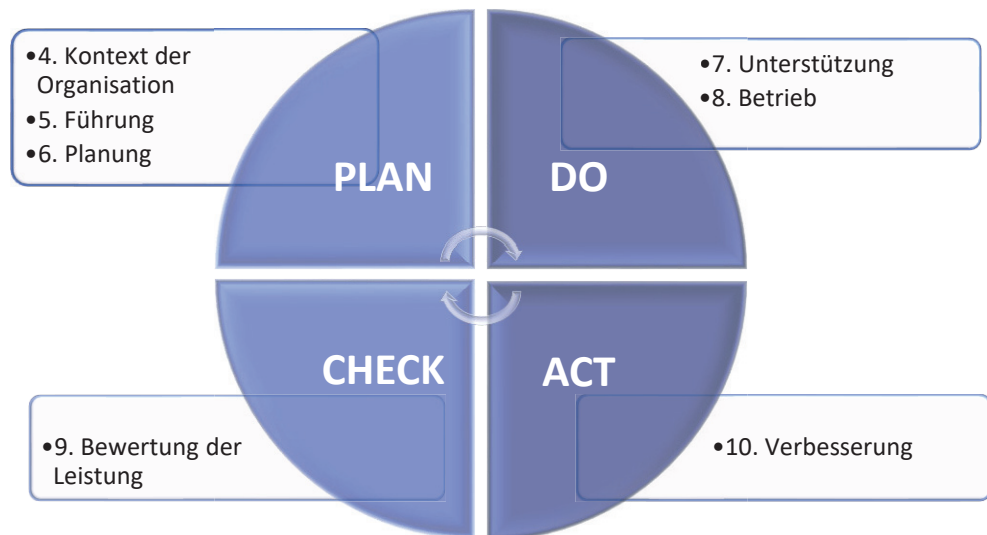 •4. Kontext der
Organisation
•5. Führung
•6. Planung
PLAN
•7. Unterstützung
•8. Betrieb
DO
CHECK
•9. Bewertung der
Leistung
ACT
•10. Verbesserung